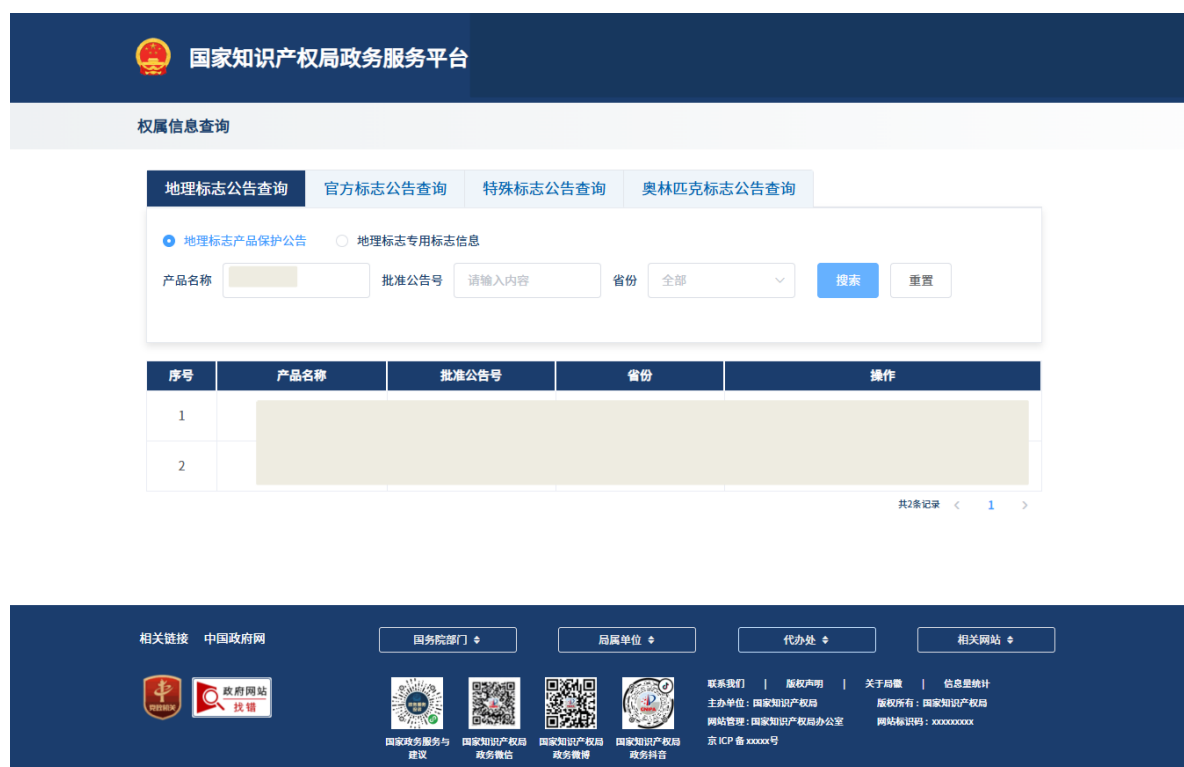 国家知识产权局政务服务平台
权属信息查询
地理标志公告查询 官方标志公告查询 特殊标志公告查询 奥林匹克标志公告查询
地理标志产品保护公告 地理标志专用标志信息
产品名称 批准公告号 请输入内容 省份 全部 搜索 重置
序号 产品名称 批准公告号 省份 操作
1
2
共2条记录 < 1 >
相关链接 中国政府网 国务院部门 局属单位 代办处 相关网站
党政机关
政府网站
找错
联系我们 | 版权声明 | 关于局徽 | 信息量统计
主办单位:国家知识产权局 版权所有:国家知识产权局
网站管理:国家知识产权局办公室 网站标识码:xxxxxxxxx
京ICP备xxxxx号
国家政务服务与
建议
国家知识产权局
政务微信
国家知识产权局
政务微博
国家知识产权局
政务抖音